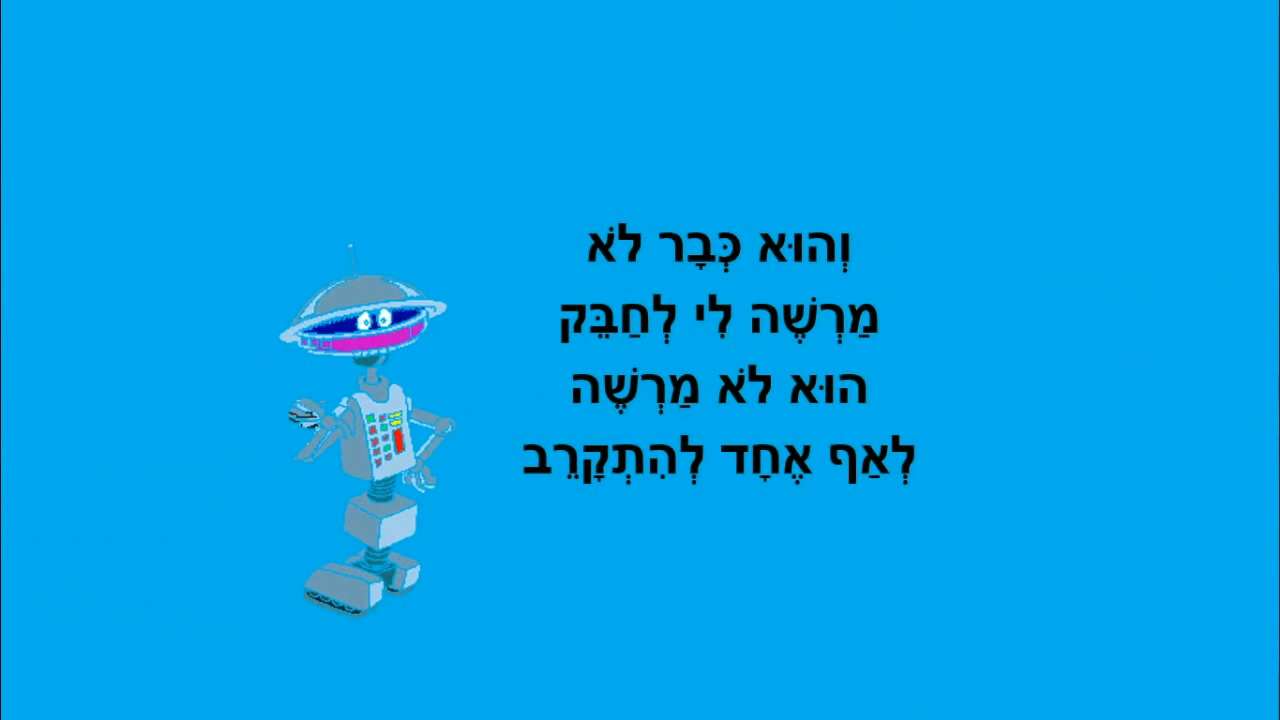 וְהוּא כְּבָר לֹא
מַרְשֶׁה לִי לְחַבֵּק
הוּא לֹא מַרְשֶׁה
לְאַף אֶחָד לְהִתְקָרֵב